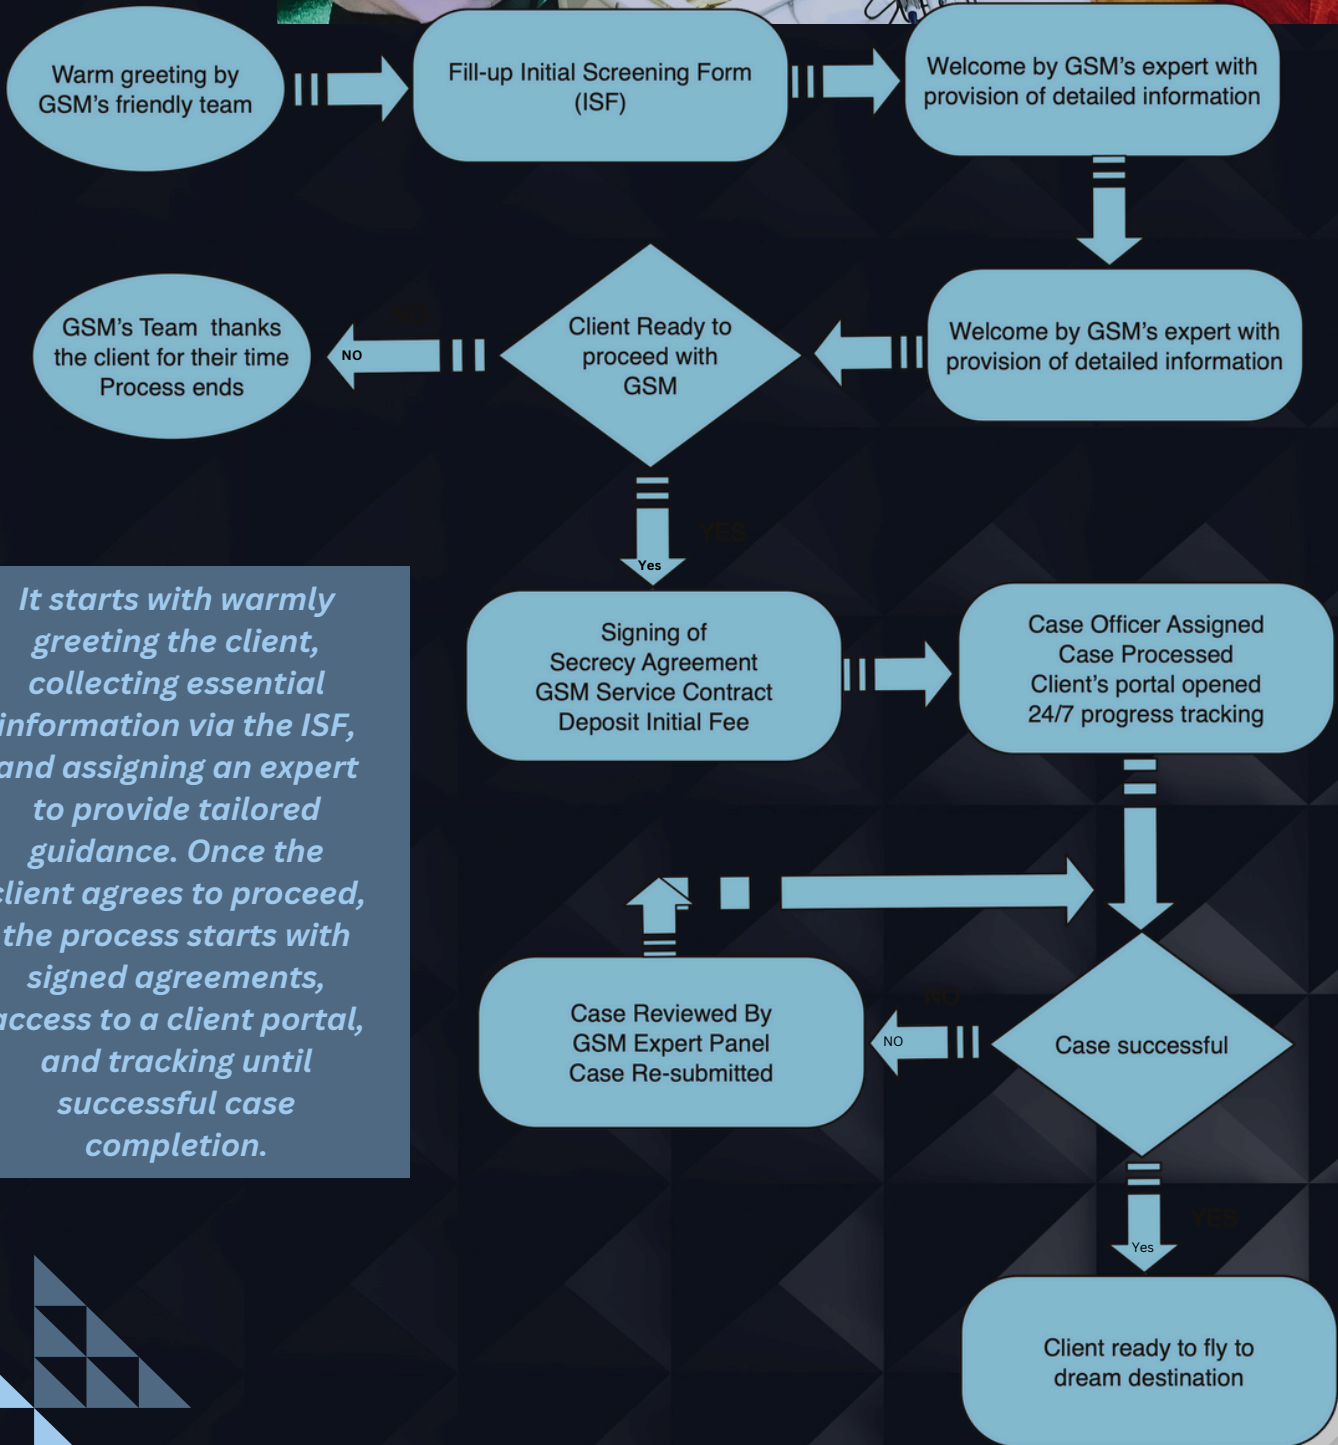 Warm greeting by
GSM's friendly team
Fill-up Initial Screening Form
(ISF)
Welcome by GSM's expert with
provision of detailed information
Welcome by GSM's expert with
provision of detailed information
Client Ready to
proceed with
GSM
NO
NO
GSM's Team thanks
the client for their time
Process ends
YES
Yes
Signing of
Secrecy Agreement
GSM Service Contract
Deposit Initial Fee
Case Officer Assigned
Case Processed
Client's portal opened
24/7 progress tracking
Case successful
NO
NO
Case Reviewed By
GSM Expert Panel
Case Re-submitted
YES
Yes
Client ready to fly to
dream destination
It starts with warmly
greeting the client,
collecting essential
information via the ISF,
and assigning an expert
to provide tailored
guidance. Once the
client agrees to proceed,
the process starts with
signed agreements,
access to a client portal,
and tracking until
successful case
completion.